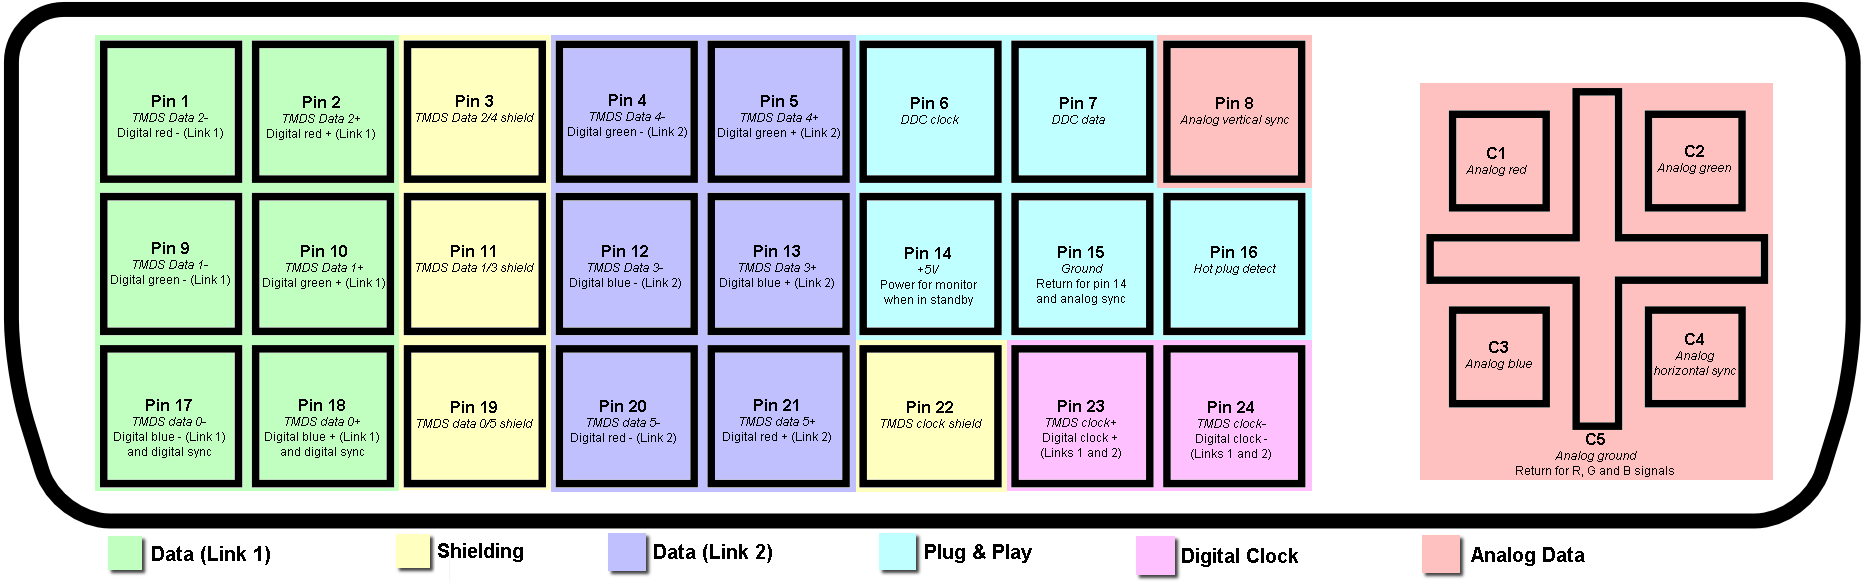 Pin 1
TMDS Data 2-
Digital red - (Link 1)
Pin 2
TMDS Data 2+
Digital red + (Link 1)
Pin 3
TMDS Data 2/4 shield
Pin 4
TMDS Data 4-
Digital green - (Link 2)
Pin 5
TMDS Data 4+
Digital green + (Link 2)
Pin 6
DDC clock
Pin 7
DDC data
Pin 8
Analog vertical sync
Pin 9
TMDS Data 1-
Digital green - (Link 1)
Pin 10
TMDS Data 1+
Digital green + (Link 1)
Pin 11
TMDS Data 1/3 shield
Pin 12
TMDS Data 3-
Digital blue - (Link 2)
Pin 13
TMDS Data 3+
Digital blue + (Link 2)
Pin 14
+5V
Power for monitor
when in standby
Pin 15
Ground
Return for pin 14
and analog sync
Pin 16
Hot plug detect
Pin 17
TMDS data 0-
Digital blue - (Link 1)
and digital sync
Pin 18
TMDS data 0+
Digital blue + (Link 1)
and digital sync
Pin 19
TMDS data 0/5 shield
Pin 20
TMDS data 5-
Digital red - (Link 2)
Pin 21
TMDS data 5+
Digital red + (Link 2)
Pin 22
TMDS clock shield
Pin 23
TMDS clock+
Digital clock +
(Links 1 and 2)
Pin 24
TMDS clock-
Digital clock -
(Links 1 and 2)
C1
Analog red
C2
Analog green
C3
Analog blue
C4
Analog
horizontal sync
C5
Analog ground
Return for R, G and B signals
Data (Link 1)
Shielding
Data (Link 2)
Plug & Play
Digital Clock
Analog Data